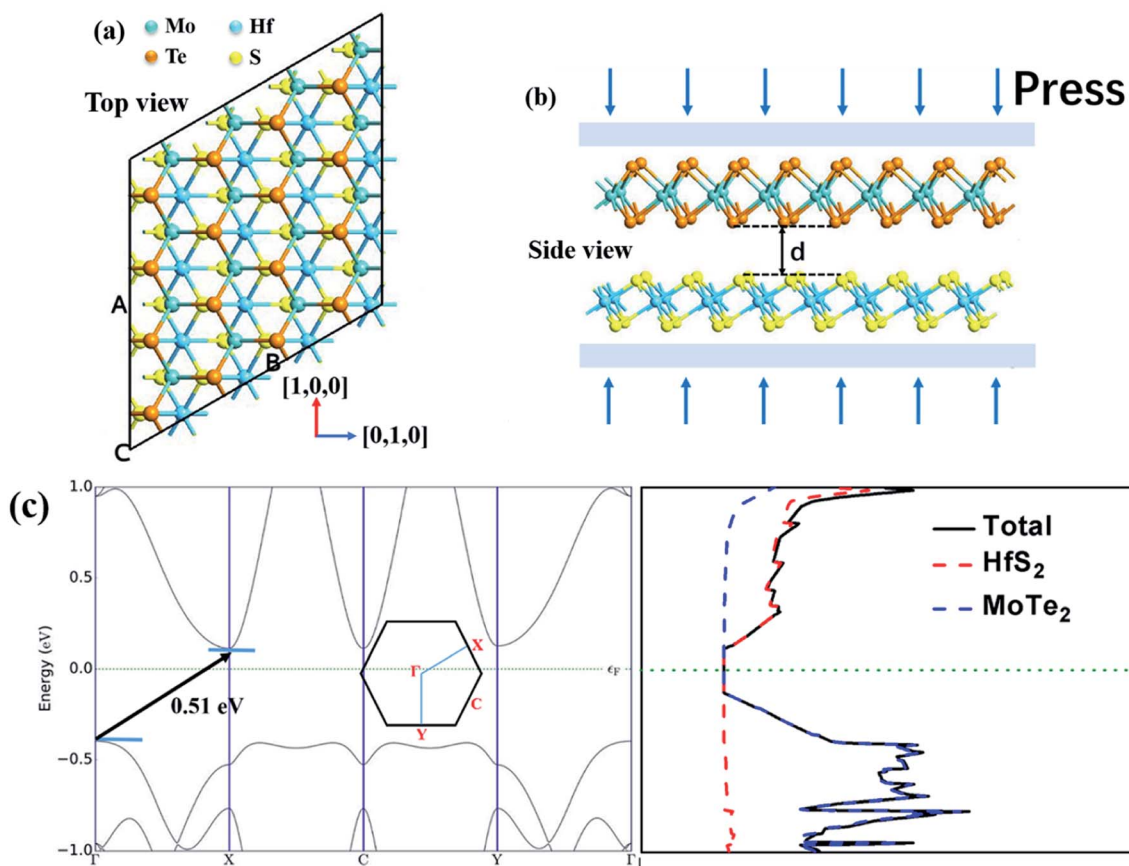 (a)
Mo Hf
Te S
Top view
A
B
C
[1,0,0]
[0,1,0]
(b)
Press
Side view
d
(c)
Energy (eV)
1.0
0.5
0.0
−0.5
−1.0
0.51 eV
X
Γ
C
Y
εF
Γ X C Y Γ
Total
HfS2
MoTe2